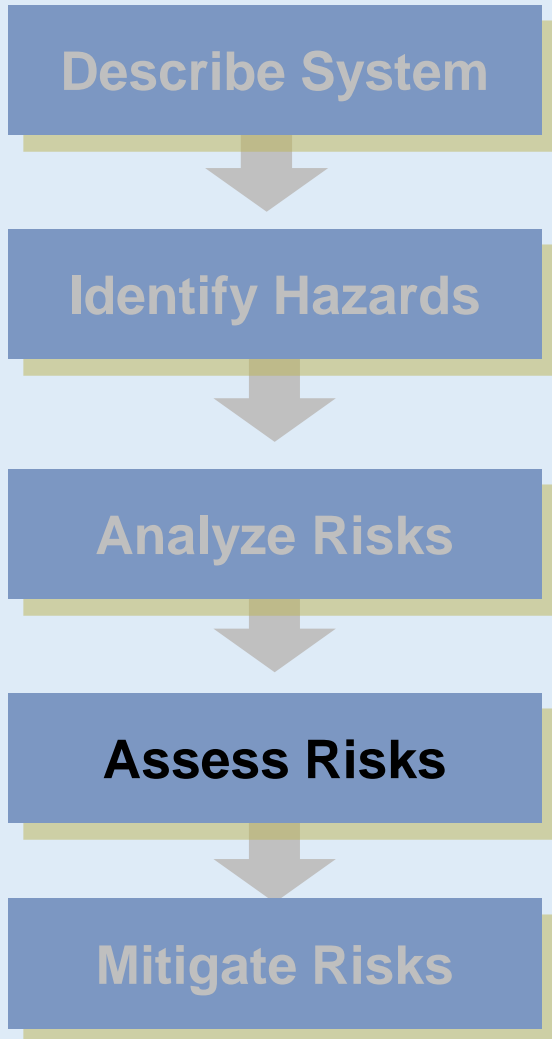 Describe System
Identify Hazards
Analyze Risks
Assess Risks
Mitigate Risks